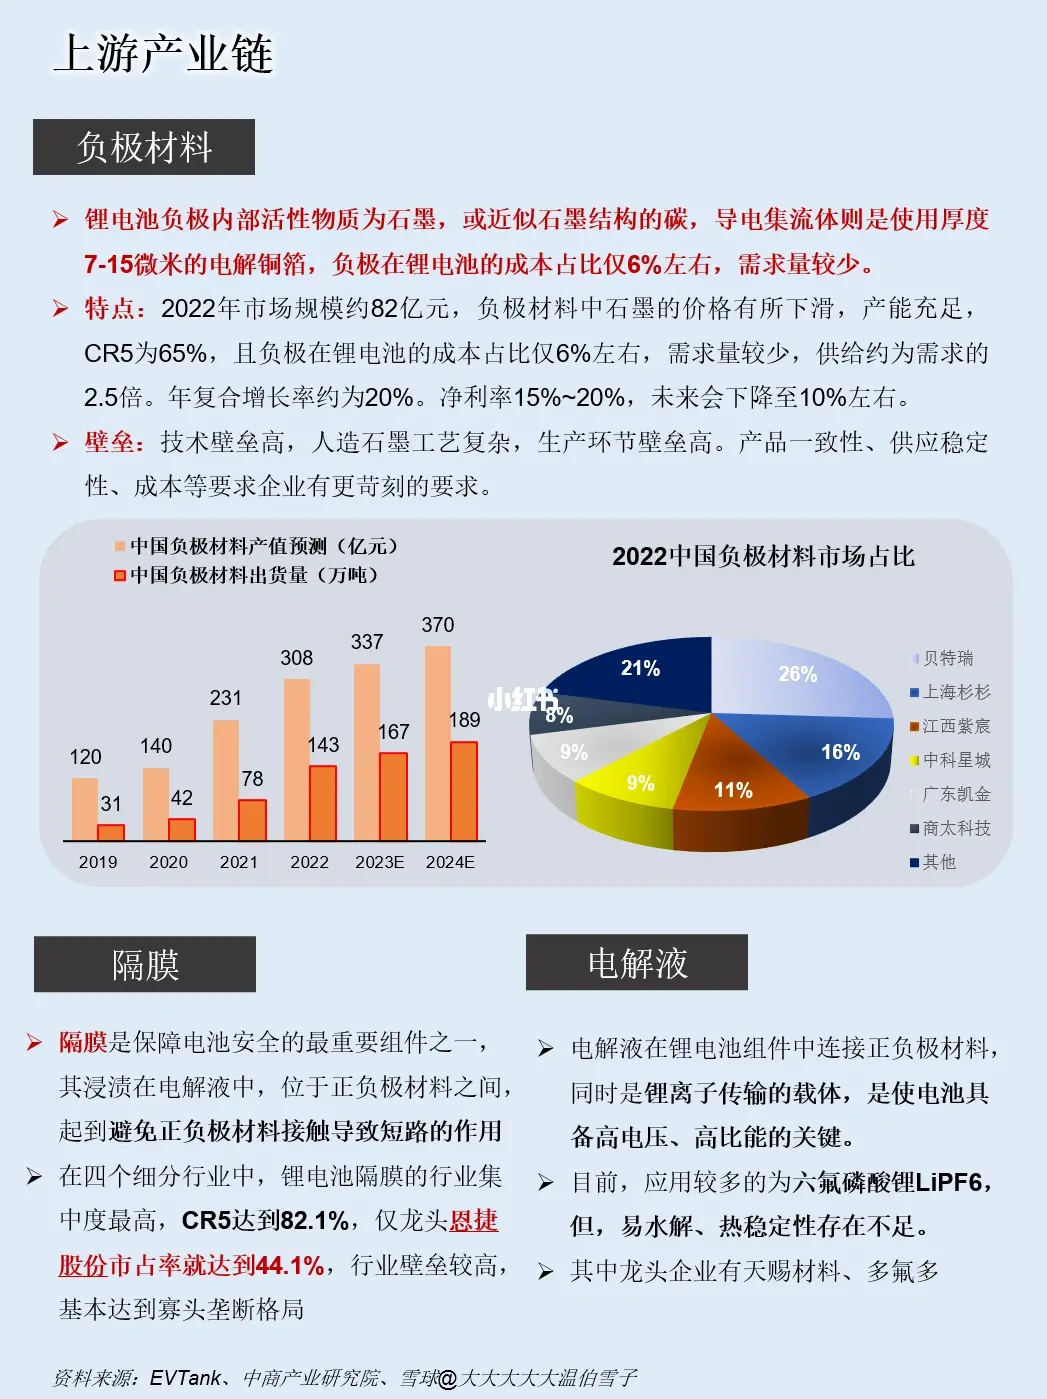 上游产业链
负极材料
锂电池负极内部活性物质为石墨，或近似石墨结构的碳，导电集流体则是使用厚度
7-15微米的电解铜箔，负极在锂电池的成本占比仅6%左右，需求量较少。
特点：2022年市场规模约82亿元，负极材料中石墨的价格有所下滑，产能充足，
CR5为65%，且负极在锂电池的成本占比仅6%左右，需求量较少，供给约为需求的
2.5倍。年复合增长率约为20%。净利率15%~20%，未来会下降至10%左右。
壁垒：技术壁垒高，人造石墨工艺复杂，生产环节壁垒高。产品一致性、供应稳定
性、成本等要求企业有更苛刻的要求。
中国负极材料产值预测（亿元）
中国负极材料出货量（万吨）
120
31
140
42
231
78
308
143
337
167
370
189
2019
2020
2021
2022
2023E
2024E
2022中国负极材料市场占比
26%
16%
11%
9%
9%
8%
21%
贝特瑞
上海杉杉
江西紫宸
中科星城
广东凯金
商太科技
其他
小红书
隔膜
隔膜是保障电池安全的最重要组件之一，
其浸渍在电解液中，位于正负极材料之间，
起到避免正负极材料接触导致短路的作用
在四个细分行业中，锂电池隔膜的行业集
中度最高，CR5达到82.1%，仅龙头恩捷
股份市占率就达到44.1%，行业壁垒较高，
基本达到寡头垄断格局
电解液
电解液在锂电池组件中连接正负极材料，
同时是锂离子传输的载体，是使电池具
备高电压、高比能的关键。
目前，应用较多的为六氟磷酸锂LiPF6，
但，易水解、热稳定性存在不足。
其中龙头企业有天赐材料、多氟多
资料来源：EVTank、中商产业研究院、雪球@大大大大大温伯雪子